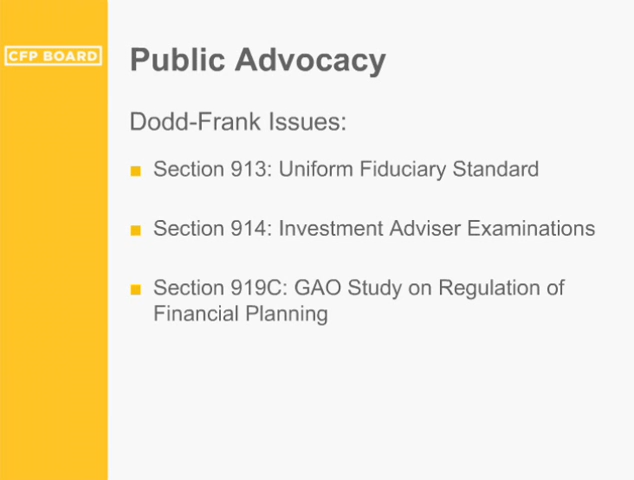 CFP BOARD
Public Advocacy
Dodd-Frank Issues:
■ Section 913: Uniform Fiduciary Standard
■ Section 914: Investment Adviser Examinations
■ Section 919C: GAO Study on Regulation of
Financial Planning